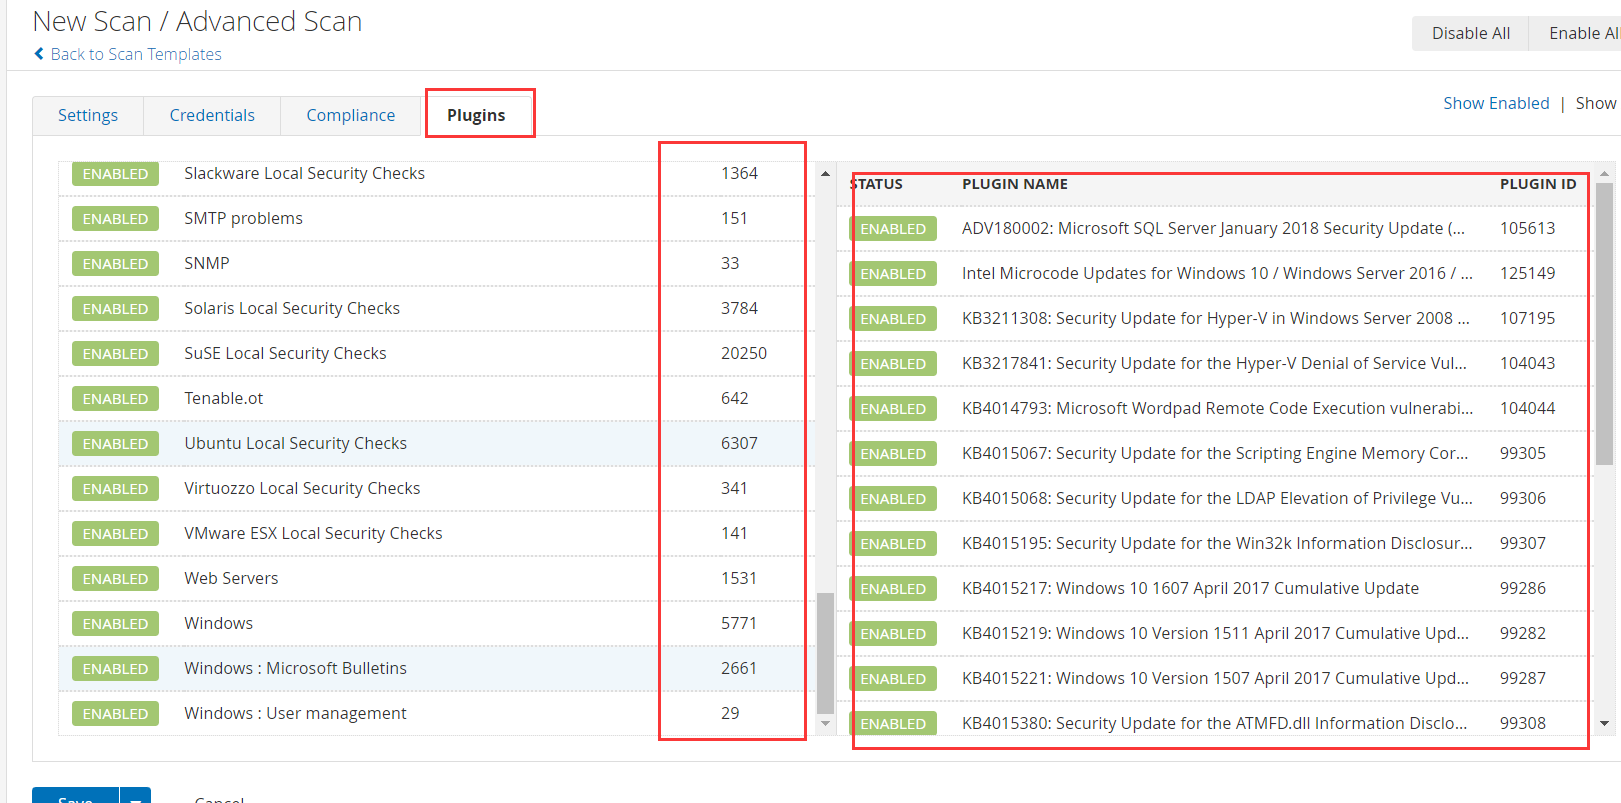 New Scan / Advanced Scan
Back to Scan Templates
Disable All
Enable All
Settings
Credentials
Compliance
Plugins
Show Enabled | Show
ENABLED Slackware Local Security Checks 1364
ENABLED SMTP problems 151
ENABLED SNMP 33
ENABLED Solaris Local Security Checks 3784
ENABLED SuSE Local Security Checks 20250
ENABLED Tenable.ot 642
ENABLED Ubuntu Local Security Checks 6307
ENABLED Virtuozzo Local Security Checks 341
ENABLED VMware ESX Local Security Checks 141
ENABLED Web Servers 1531
ENABLED Windows 5771
ENABLED Windows : Microsoft Bulletins 2661
ENABLED Windows : User management 29
STATUS PLUGIN NAME PLUGIN ID
ENABLED ADV180002: Microsoft SQL Server January 2018 Security Update (... 105613
ENABLED Intel Microcode Updates for Windows 10 / Windows Server 2016 / ... 125149
ENABLED KB3211308: Security Update for Hyper-V in Windows Server 2008 ... 107195
ENABLED KB3217841: Security Update for the Hyper-V Denial of Service Vul... 104043
ENABLED KB4014793: Microsoft Wordpad Remote Code Execution vulnerabi... 104044
ENABLED KB4015067: Security Update for the Scripting Engine Memory Cor... 99305
ENABLED KB4015068: Security Update for the LDAP Elevation of Privilege Vu... 99306
ENABLED KB4015195: Security Update for the Win32k Information Disclosur... 99307
ENABLED KB4015217: Windows 10 1607 April 2017 Cumulative Update 99286
ENABLED KB4015219: Windows 10 Version 1511 April 2017 Cumulative Upd... 99282
ENABLED KB4015221: Windows 10 Version 1507 April 2017 Cumulative Upd... 99287
ENABLED KB4015380: Security Update for the ATMFD.dll Information Disclo... 99308
Save
Cancel